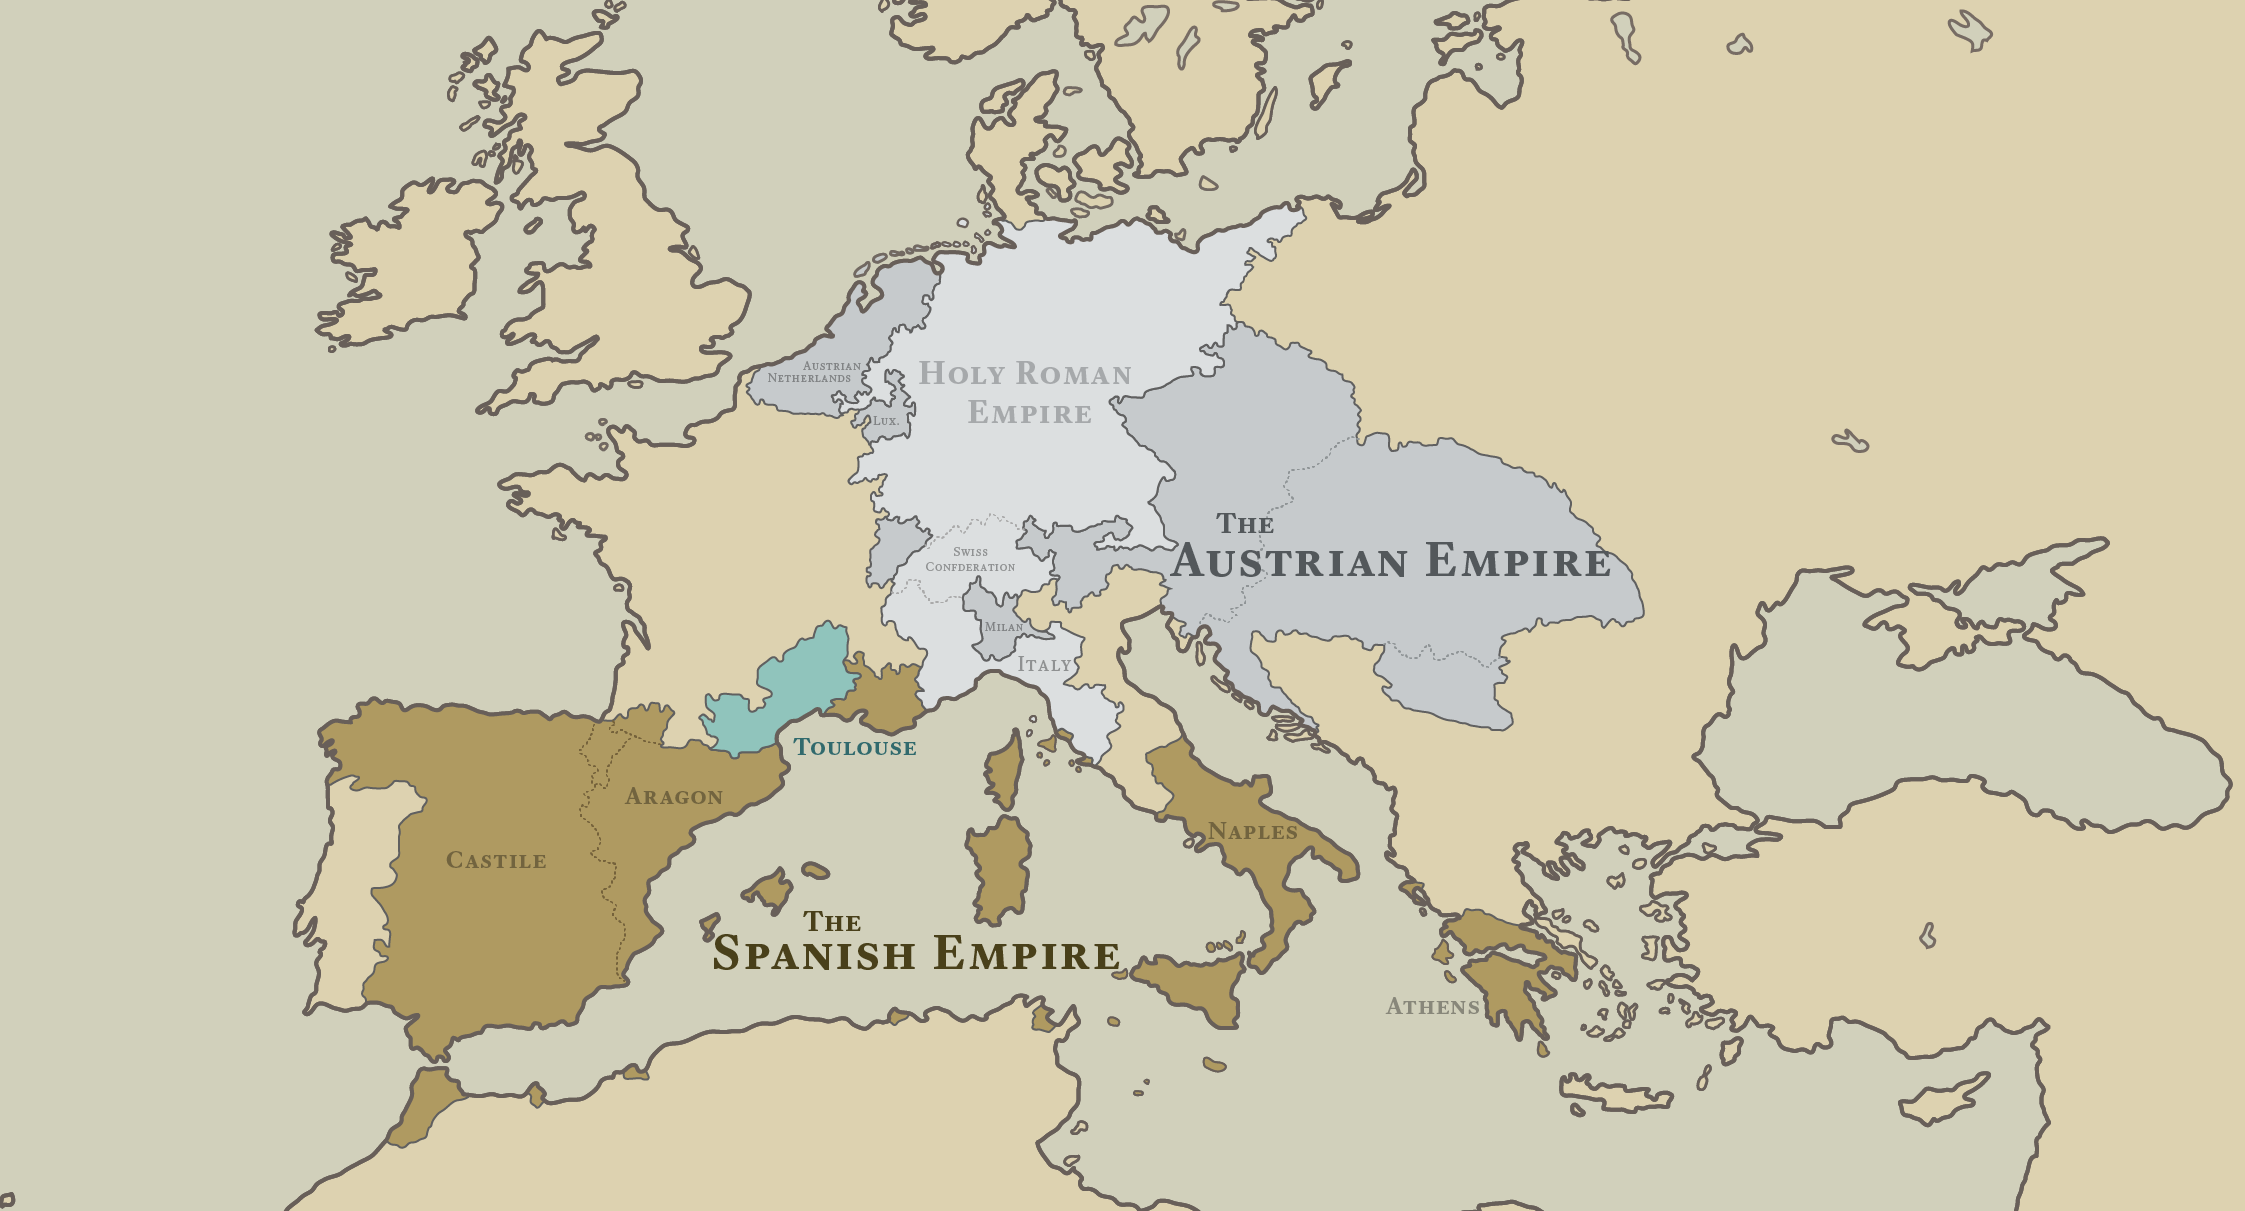 Austrian
Netherlands
Holy Roman
Empire
Lux.
The
Austrian Empire
Swiss
Confderation
Milan
Italy
Toulouse
Aragon
Castile
Naples
The
Spanish Empire
Athens